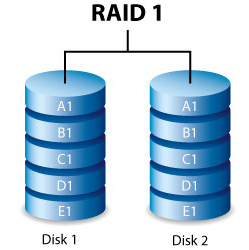 RAID 1
A1 A1
B1 B1
C1 C1
D1 D1
E1 E1
Disk 1 Disk 2